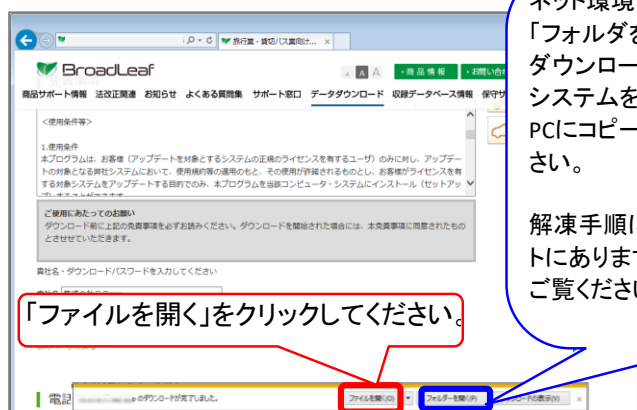 旅行業・貸切バス業向け...
BroadLeaf
A A A
・商品情報
・お問い合わ
商品サポート情報 法改正関連 お知らせ よくある質問集 サポート窓口 データダウンロード 収録データベース情報 保守サ
<使用条件等>
1.使用条件
本プログラムは、お客様（アップデートを対象とするシステムの正規のライセンスを有するユーザ）のみに対し、アップデー
トの対象となる弊社システムにおいて、使用規約等の適用のもと、その使用が許諾されるものとし、お客様がライセンスを有
する対象システムをアップデートする目的でのみ、本プログラムを当該コンピュータ・システムにインストール（セットアッ
ご使用にあたってのお願い
ダウンロード前に上記の免責事項を必ずお読みください。ダウンロードを開始された場合には、本免責事項に同意されたもの
とさせていただきます。
貴社名・ダウンロードパスワードを入力してください
「ファイルを開く」をクリックしてください。
電記
のダウンロードが完了しました。
ファイルを開く(O)
フォルダーを開く(P)
ダウンロードの表示(V)
ネット環境
「フォルダを
ダウンロー
システムを
PCにコピー
さい。
解凍手順
トにありま
ご覧くださ